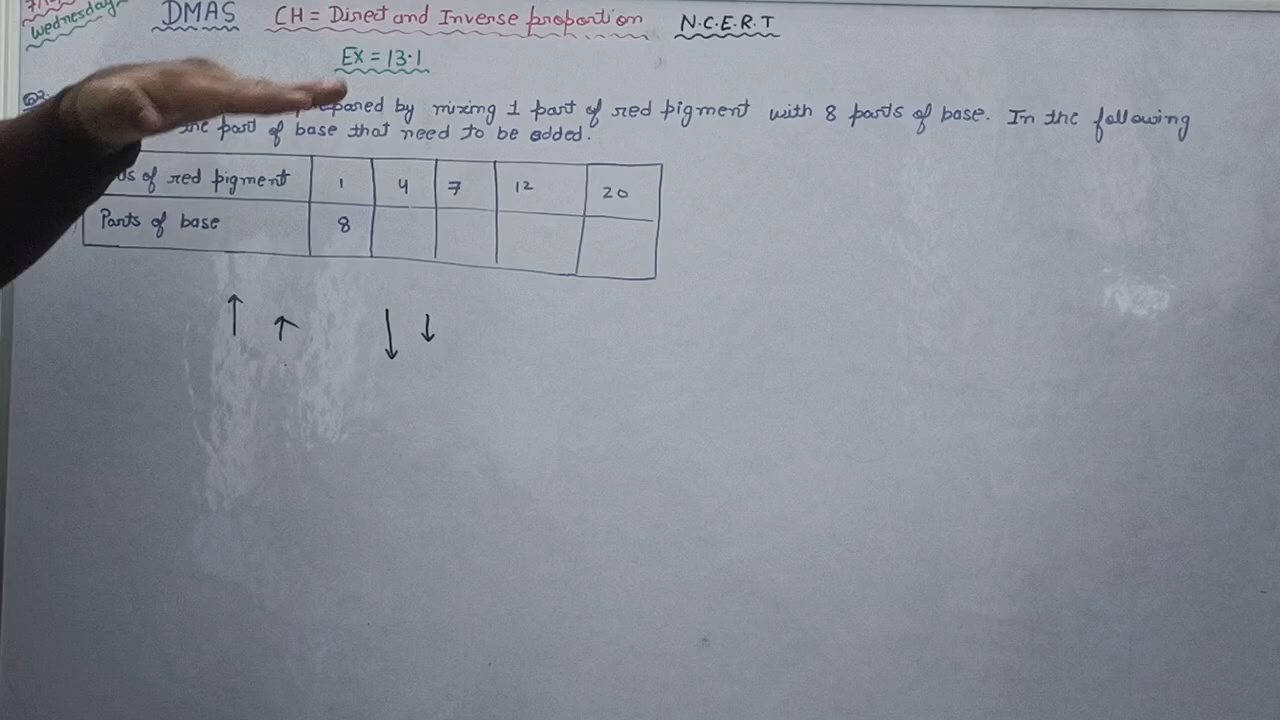 Wednesday DMAS CH = Direct and Inverse proportion N.C.E.R.T
EX = 13.1
by mixing 1 part of red pigment with 8 parts of base. In the following
part of base that need to be added.
of red pigment 1 4 7 12 20
Parts of base 8